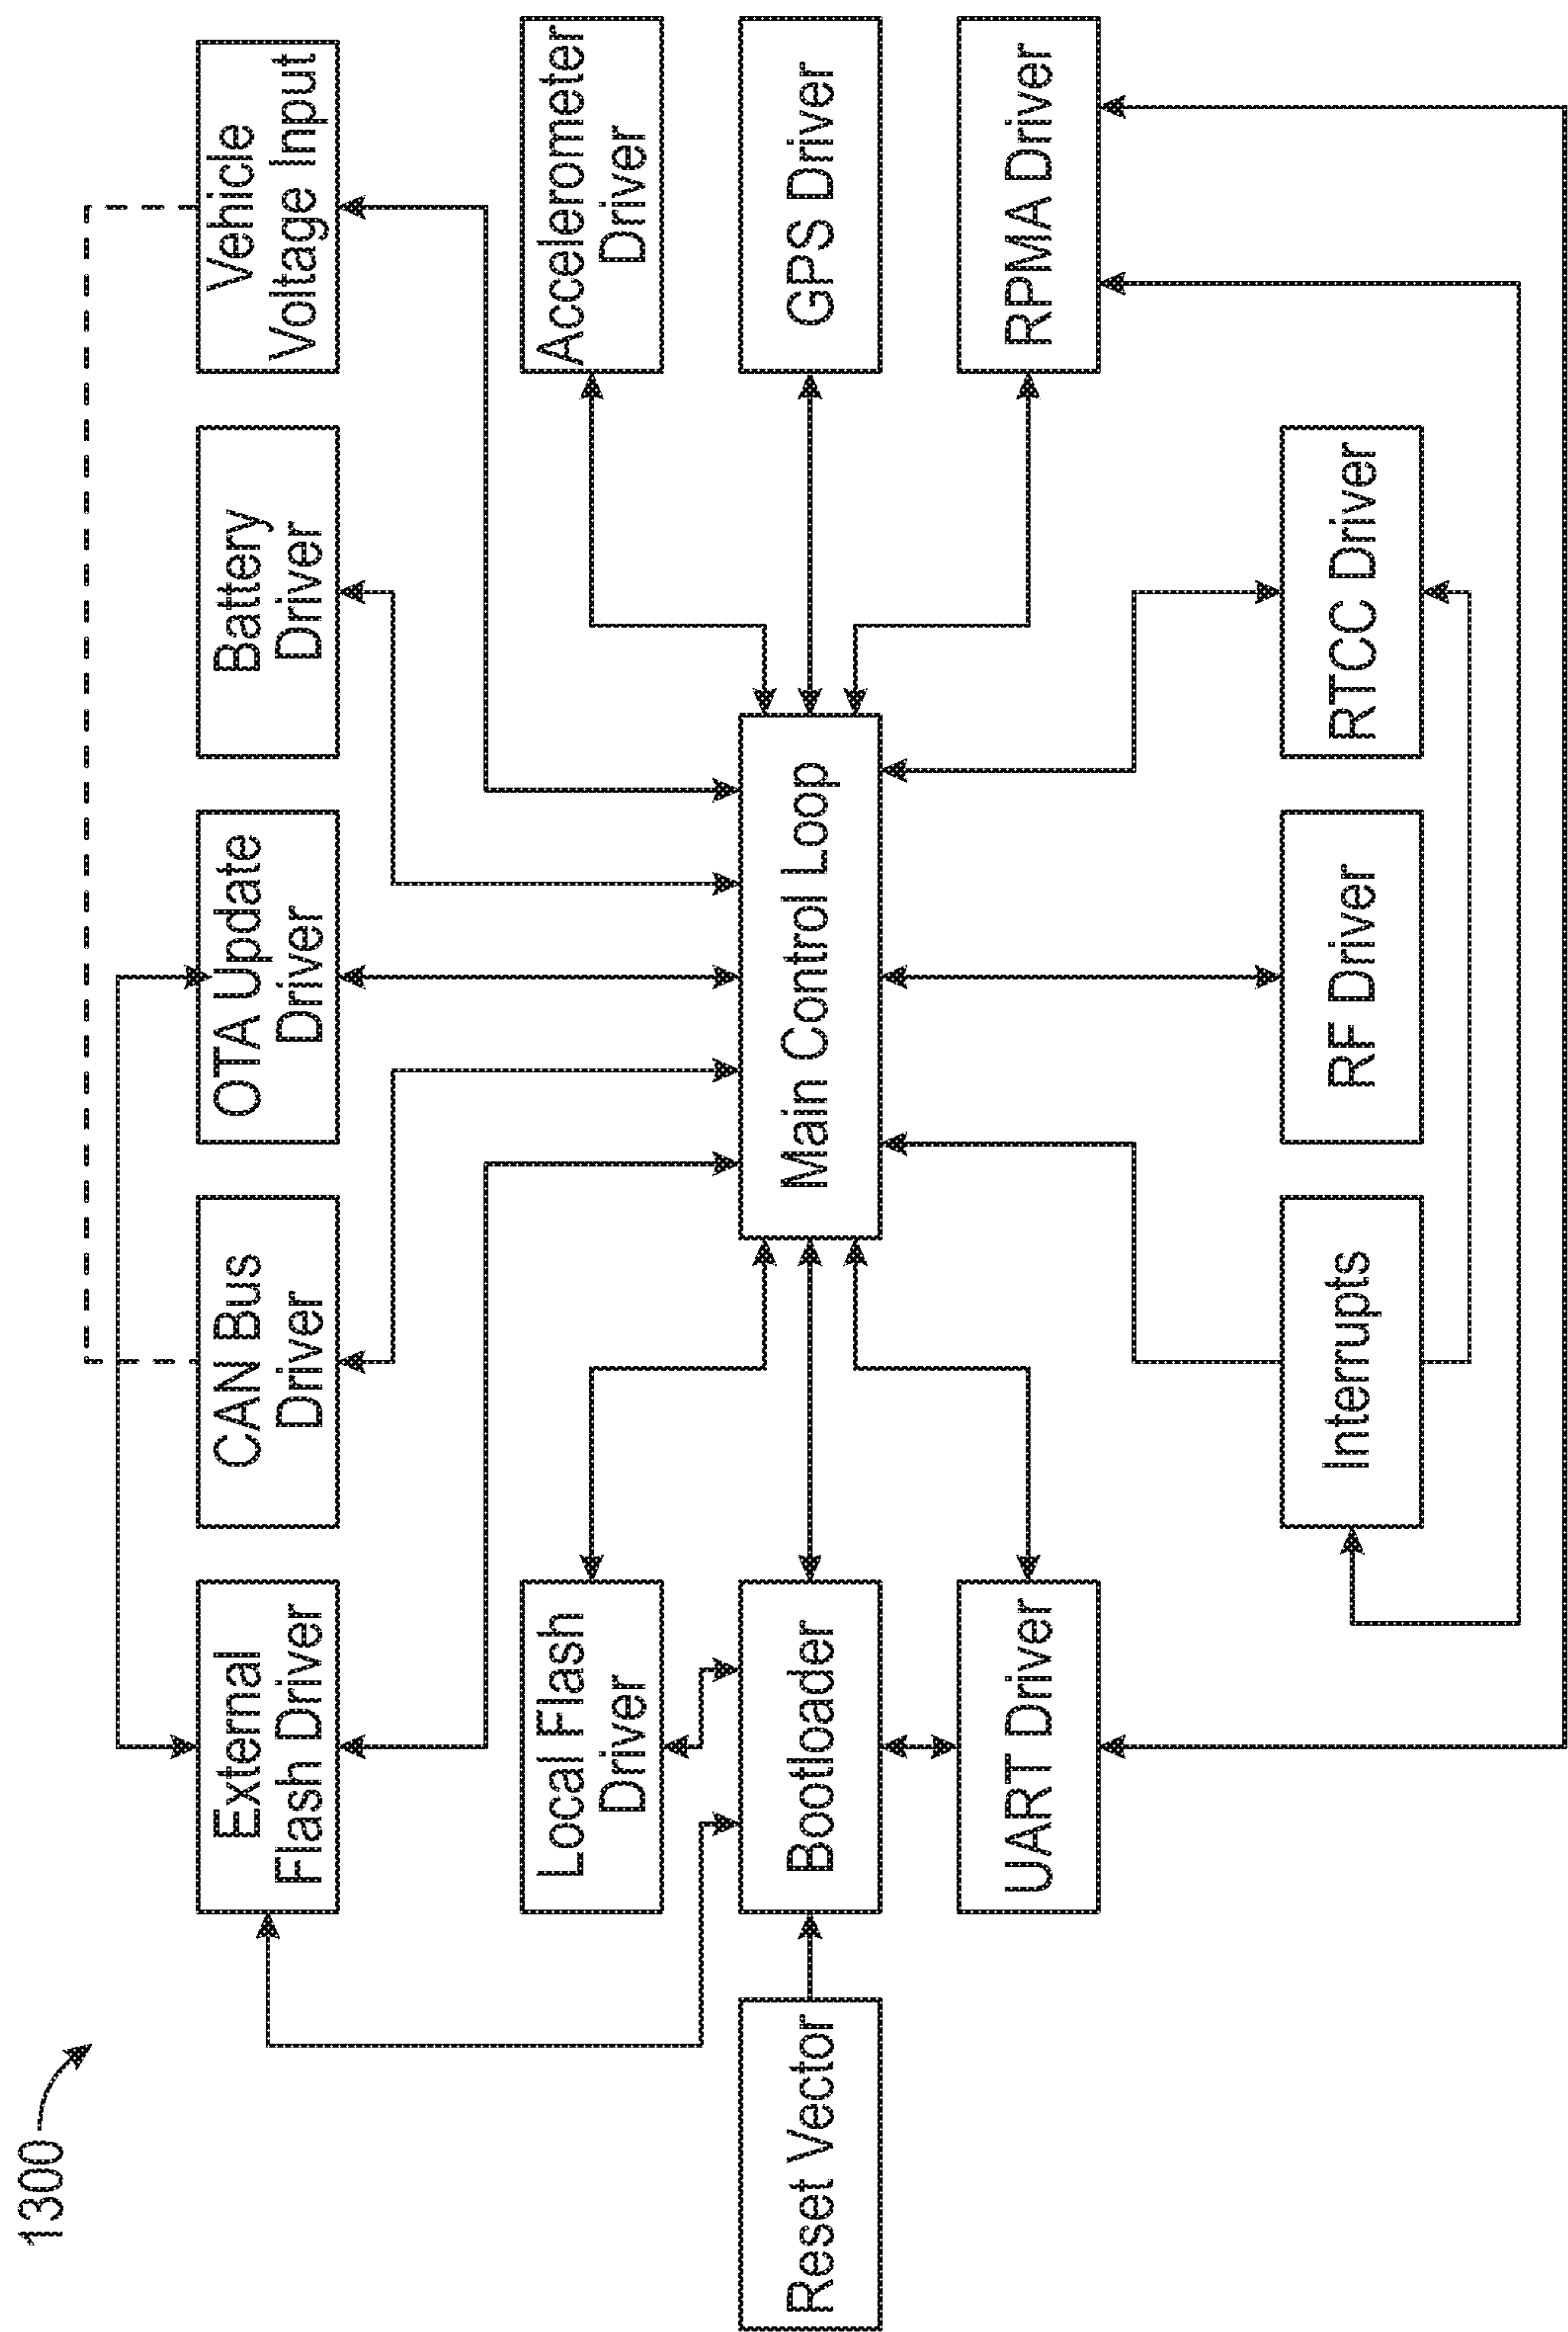 1300
External
Flash Driver
CAN Bus
Driver
OTA Update
Driver
Battery
Driver
Vehicle
Voltage Input
Local Flash
Driver
Accelerometer
Driver
Reset Vector
Bootloader
Main Control Loop
GPS Driver
UART Driver
RPMA Driver
Interrupts
RF Driver
RTCC Driver